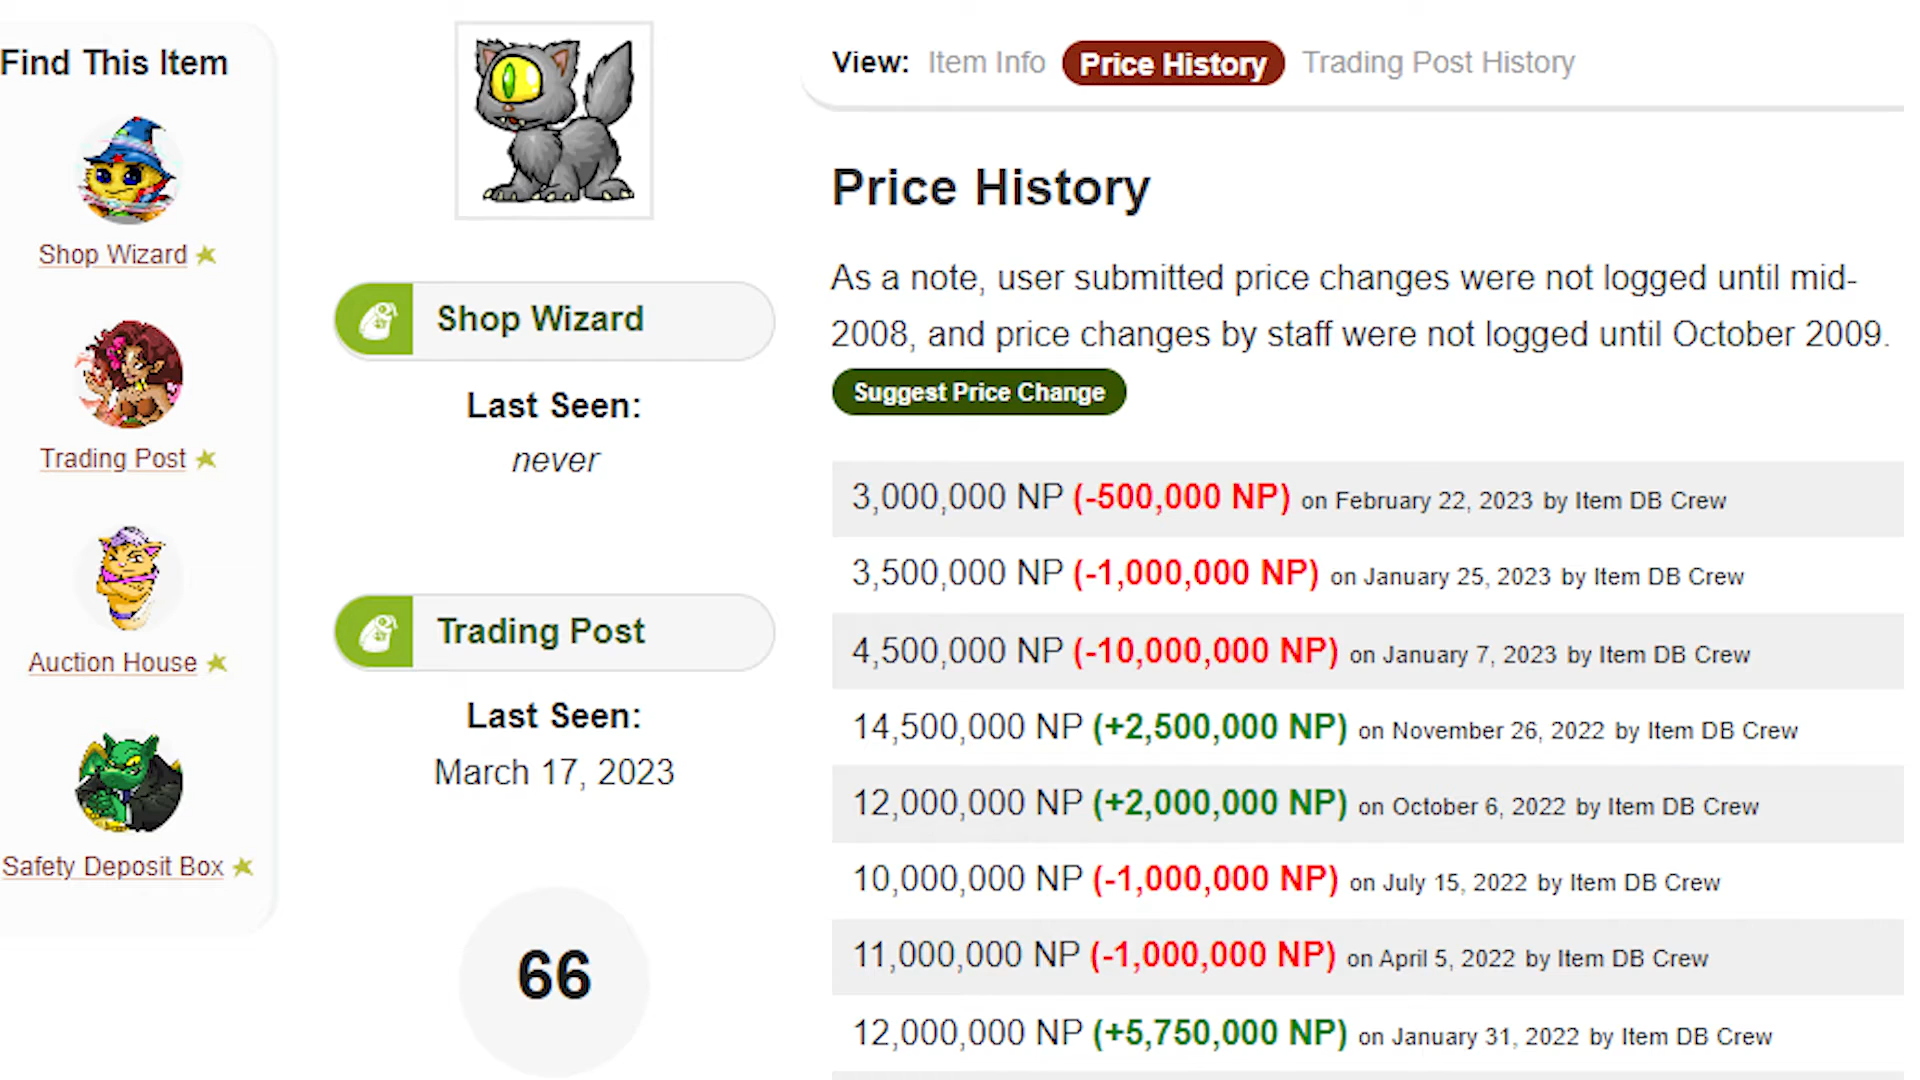 Find This Item
Shop Wizard
Trading Post
Auction House
Safety Deposit Box
Shop Wizard
Last Seen:
never
Trading Post
Last Seen:
March 17, 2023
66
View: Item Info Price History Trading Post History
Price History
As a note, user submitted price changes were not logged until mid-
2008, and price changes by staff were not logged until October 2009.
Suggest Price Change
3,000,000 NP (-500,000 NP) on February 22, 2023 by Item DB Crew
3,500,000 NP (-1,000,000 NP) on January 25, 2023 by Item DB Crew
4,500,000 NP (-10,000,000 NP) on January 7, 2023 by Item DB Crew
14,500,000 NP (+2,500,000 NP) on November 26, 2022 by Item DB Crew
12,000,000 NP (+2,000,000 NP) on October 6, 2022 by Item DB Crew
10,000,000 NP (-1,000,000 NP) on July 15, 2022 by Item DB Crew
11,000,000 NP (-1,000,000 NP) on April 5, 2022 by Item DB Crew
12,000,000 NP (+5,750,000 NP) on January 31, 2022 by Item DB Crew